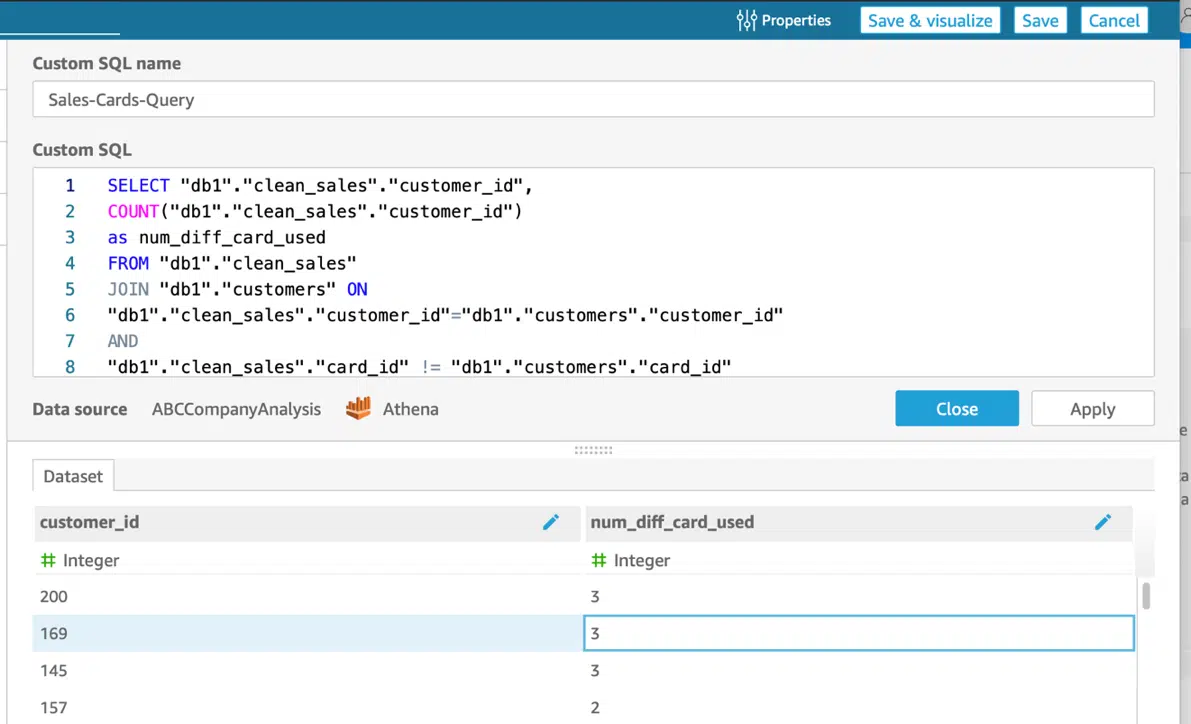 Properties Save & visualize Save Cancel
Custom SQL name
Sales-Cards-Query
Custom SQL
1 SELECT "db1"."clean_sales"."customer_id",
2 COUNT("db1"."clean_sales"."customer_id")
3 as num_diff_card_used
4 FROM "db1"."clean_sales"
5 JOIN "db1"."customers" ON
6 "db1"."clean_sales"."customer_id"="db1"."customers"."customer_id"
7 AND
8 "db1"."clean_sales"."card_id" != "db1"."customers"."card_id"
Data source ABCCompanyAnalysis Athena Close Apply
Dataset
customer_id num_diff_card_used
Integer Integer
200 3
169 3
145 3
157 2